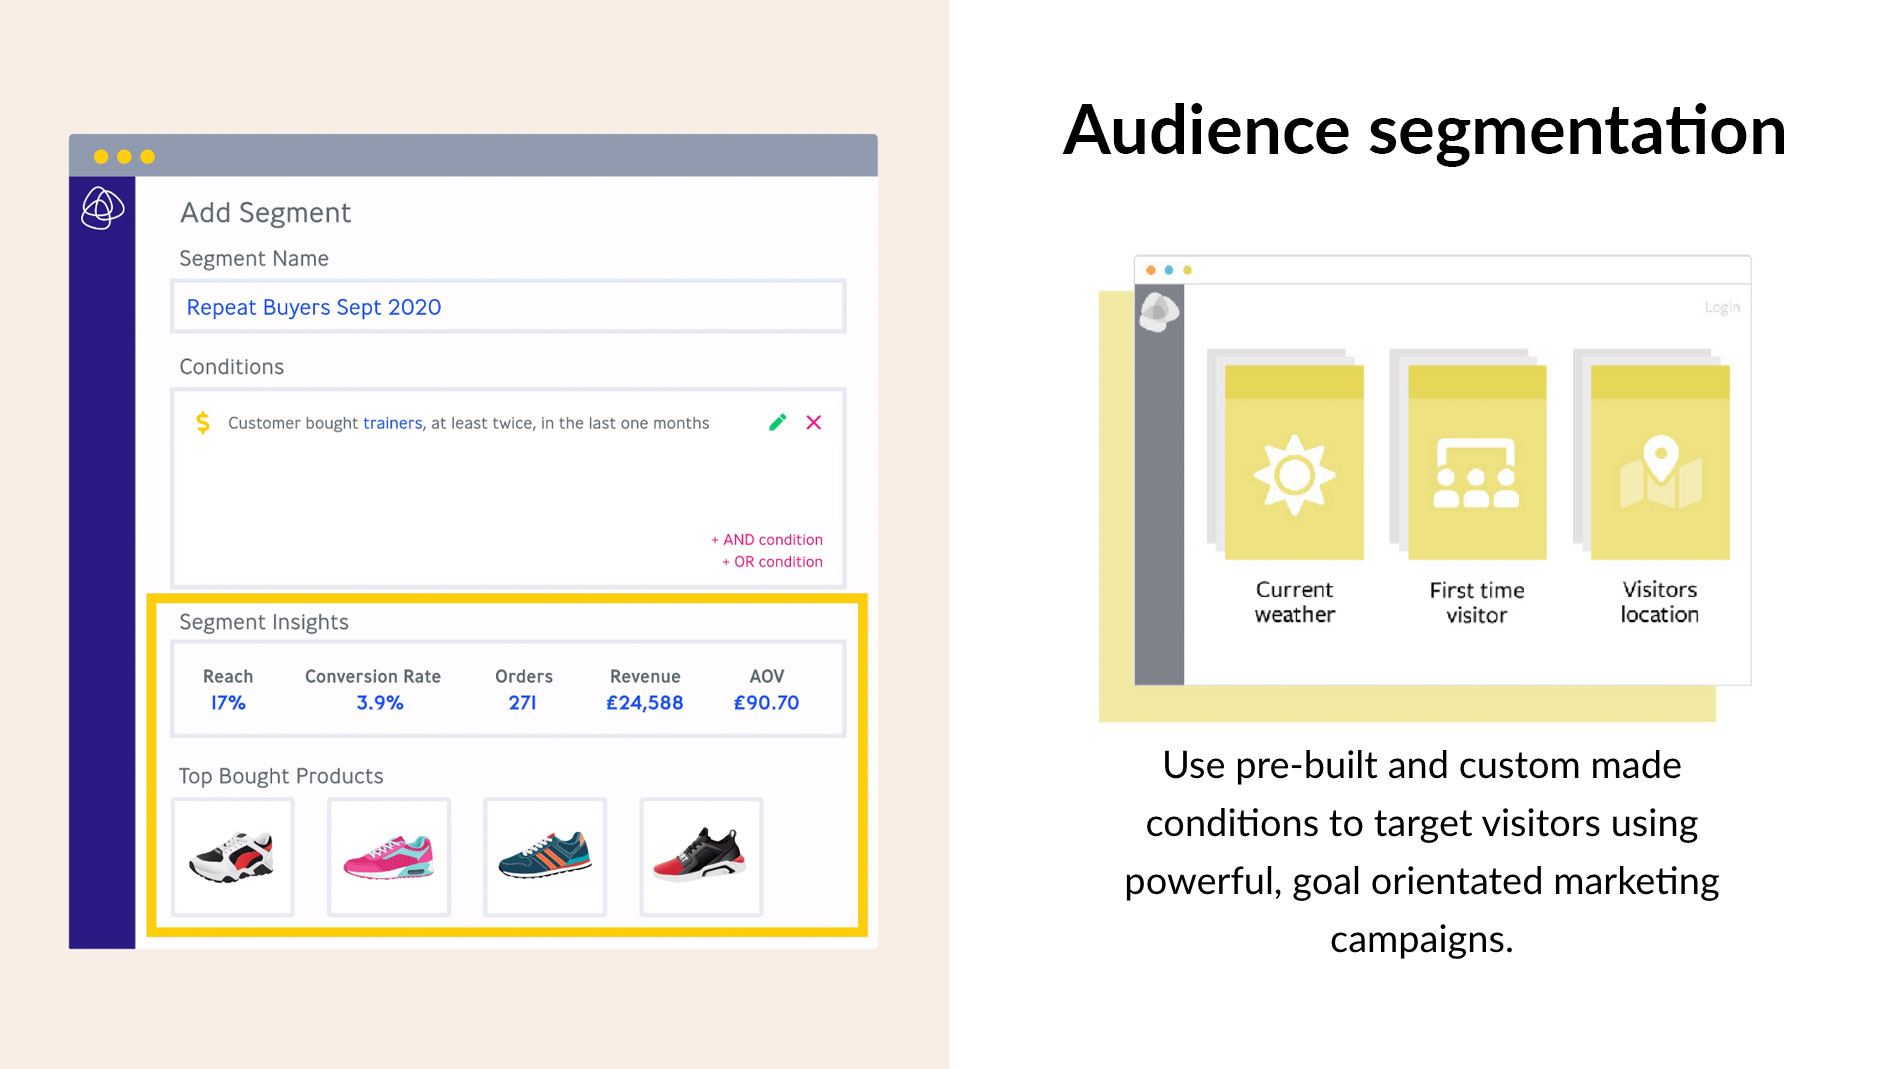 Add Segment
Segment Name
Repeat Buyers Sept 2020
Conditions
$ Customer bought trainers, at least twice, in the last one months
+ AND condition
+ OR condition
Segment Insights
Reach Conversion Rate Orders Revenue AOV
17% 3.9% 271 £24,588 £90.70
Top Bought Products
Audience segmentation
Login
Current weather
First time visitor
Visitors location
Use pre-built and custom made
conditions to target visitors using
powerful, goal orientated marketing
campaigns.